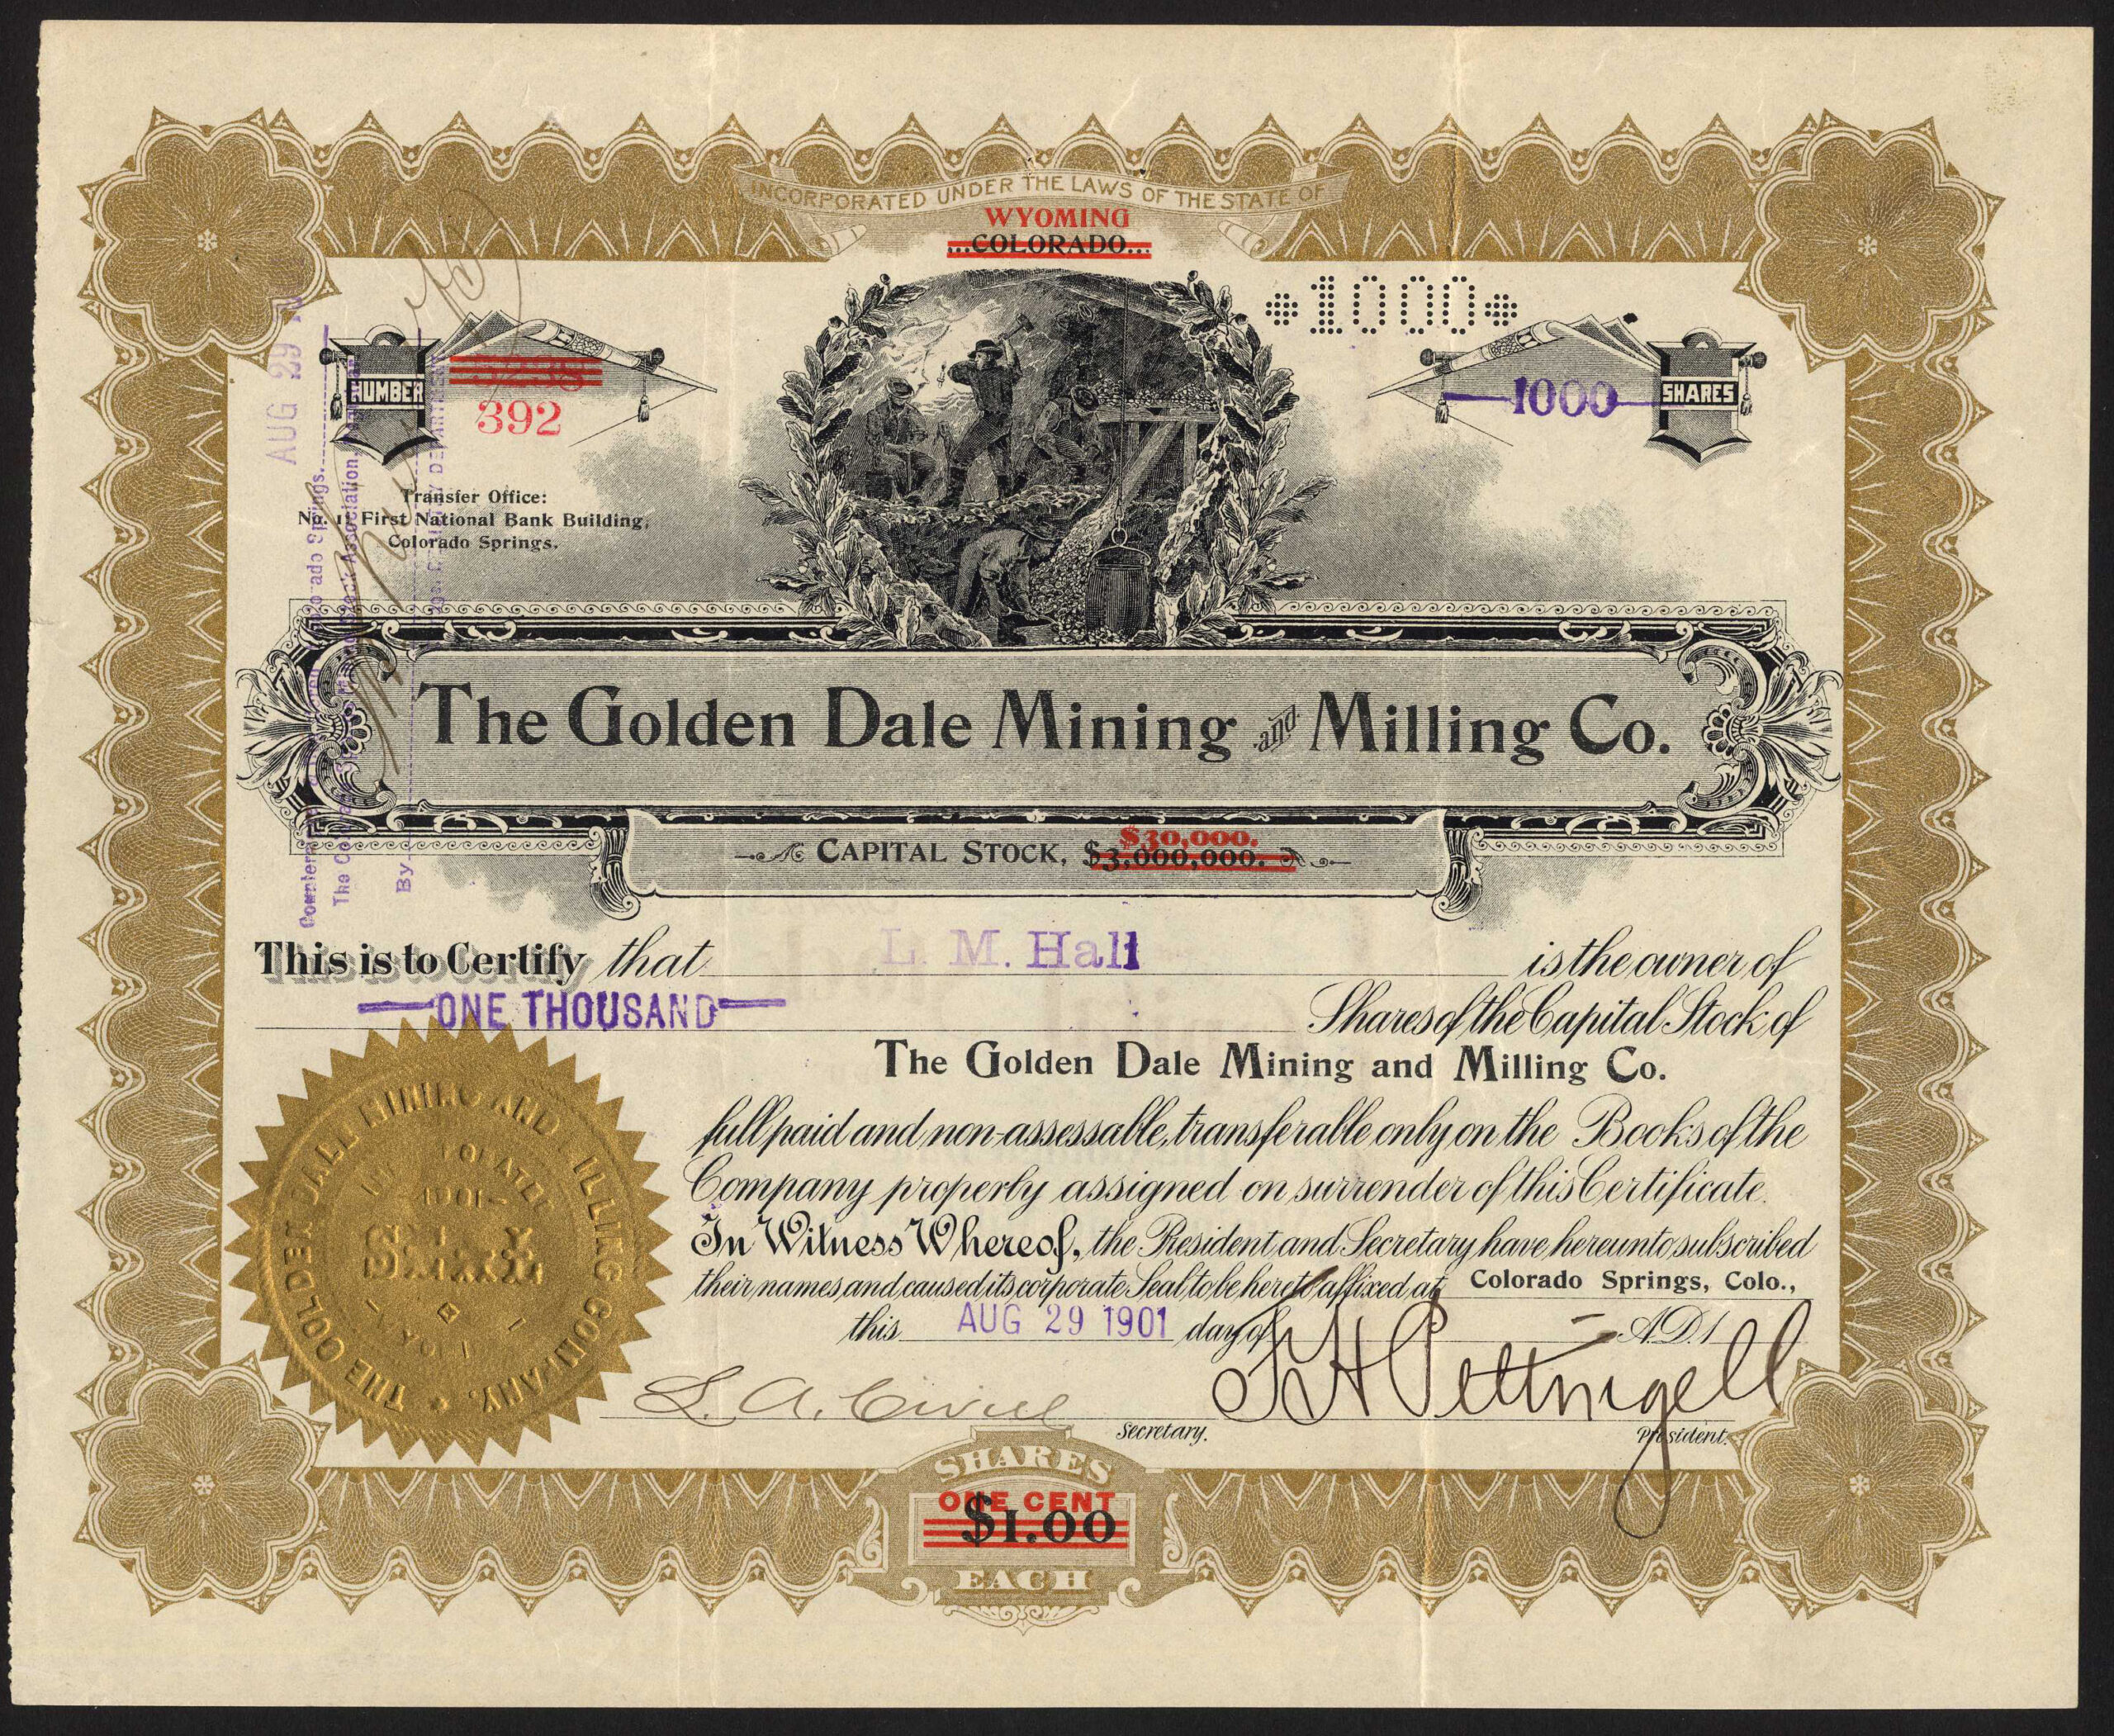 INCORPORATED UNDER THE LAWS OF THE STATE OF
WYOMING
...COLORADO...
1000
NUMBER
392
1000
SHARES
Transfer Office:
No. 11 First National Bank Building,
Colorado Springs.
AUG 29
By
The Golden Dale Mining and Milling Co.
$30,000.
CAPITAL STOCK, $3,000,000.
This is to Certify that L. M. Hall is the owner of
ONE THOUSAND Shares of the Capital Stock of
The Golden Dale Mining and Milling Co.
full paid and non-assessable, transferable only on the Books of the
Company properly assigned on surrender of this Certificate.
In Witness Whereof, the President and Secretary have hereunto subscribed
their names and caused its corporate Seal to be hereto affixed at Colorado Springs, Colo.,
this AUG 29 1901 day of A.D. 1
THE GOLDEN DALE MINING AND MILLING COMPANY.
1901
Secretary.
F H Pettingell
President.
SHARES
ONE CENT
$1.00
EACH